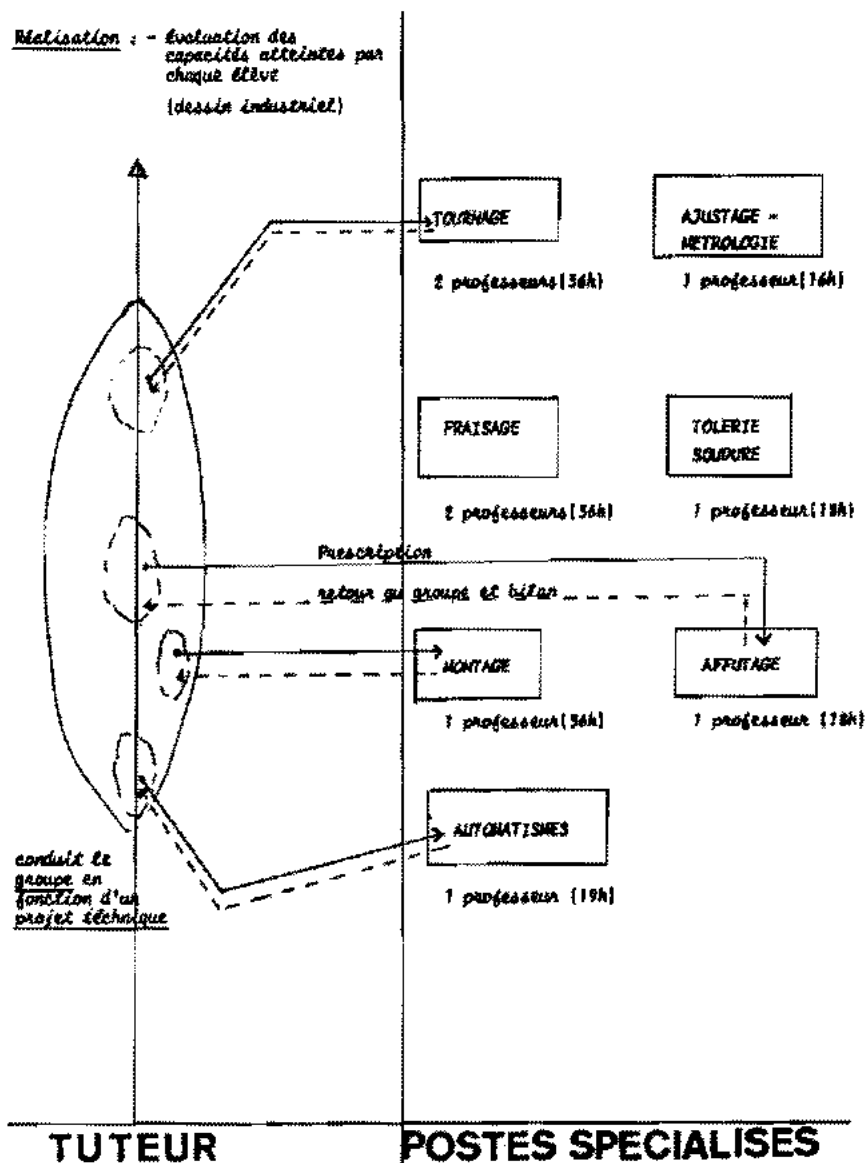 Réalisation : - évaluation des
capacités atteintes par
chaque élève
(dessin industriel)
TOURNAGE
2 professeurs (36h)
AJUSTAGE -
METROLOGIE
1 professeur (16h)
FRAISAGE
2 professeurs (36h)
TOLERIE
SOUDURE
1 professeur (18h)
Prescription
retour au groupe et bilan
MONTAGE
1 professeur (36h)
AFFUTAGE
1 professeur (18h)
AUTOMATISMES
1 professeur (19h)
conduit le
groupe en
fonction d'un
projet technique
TUTEUR
POSTES SPECIALISES